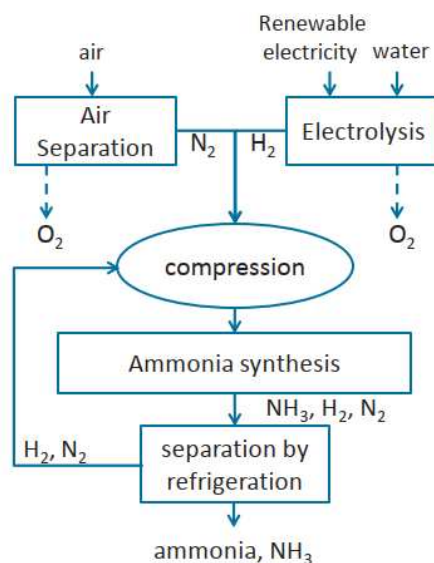 Renewable
electricity
water
air
Air
Separation
N₂
H₂
Electrolysis
O₂
O₂
compression
Ammonia synthesis
NH₃, H₂, N₂
H₂, N₂
separation by
refrigeration
ammonia, NH₃